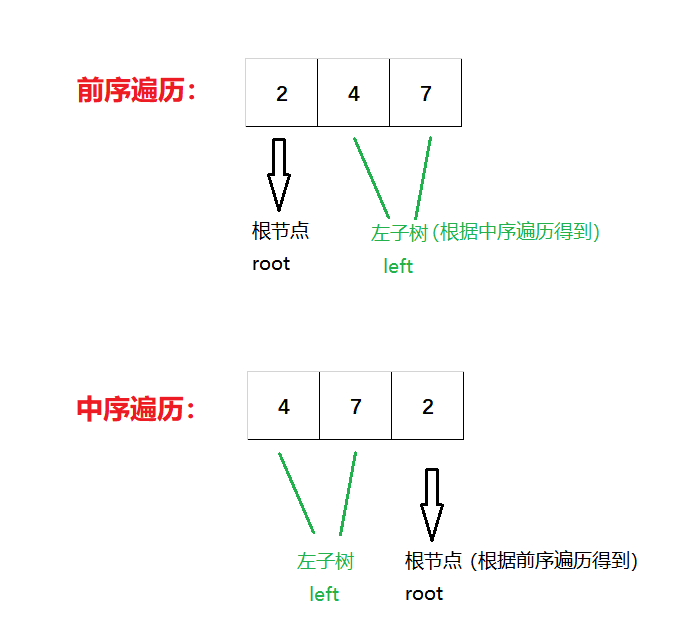 前序遍历：
2 4 7
根节点
root
左子树 (根据中序遍历得到)
left
中序遍历：
4 7 2
左子树
left
根节点 (根据前序遍历得到)
root